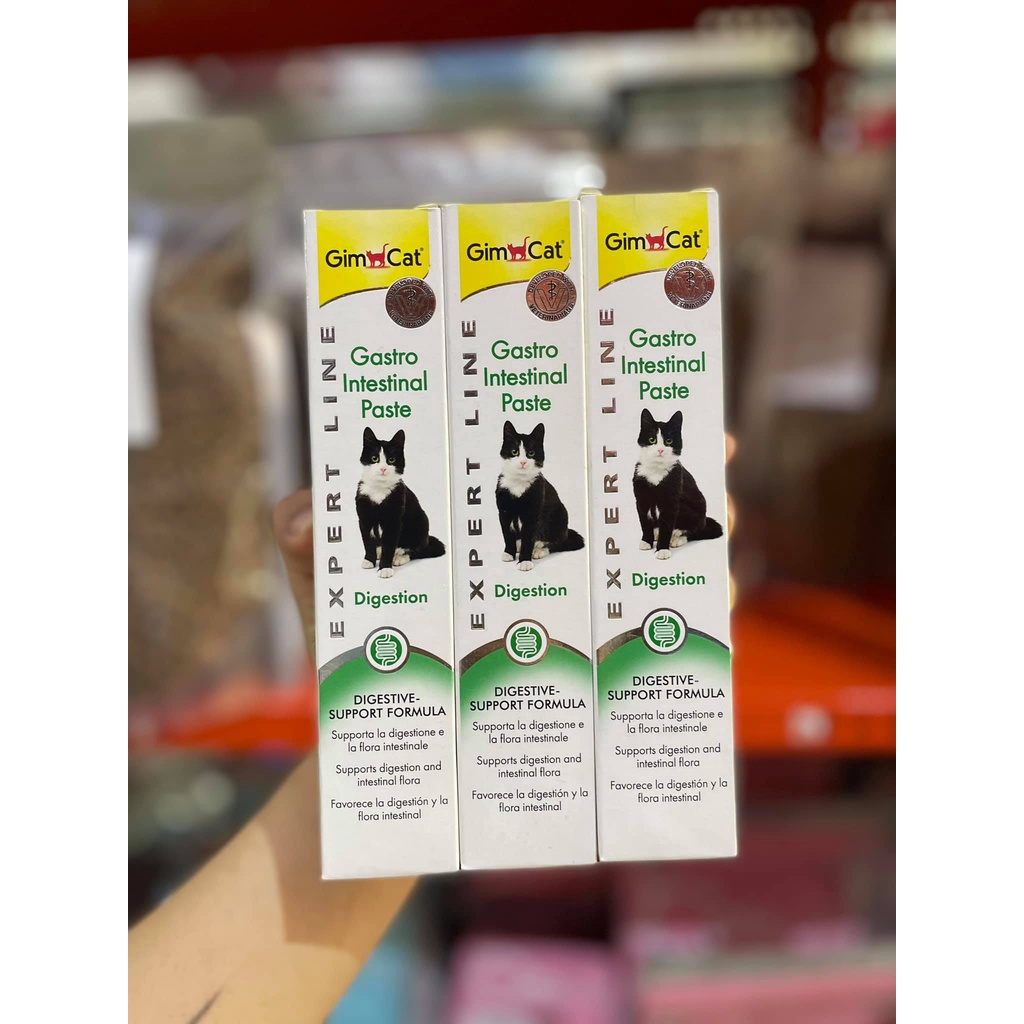 GimCat®
EXPERT LINE
Gastro
Intestinal
Paste
Digestion
DIGESTIVE-
SUPPORT FORMULA
Supporta la digestione e
la flora intestinale
Supports digestion and
intestinal flora
Favorece la digestión y la
flora intestinal
GimCat®
EXPERT LINE
Gastro
Intestinal
Paste
Digestion
DIGESTIVE-
SUPPORT FORMULA
Supporta la digestione e
la flora intestinale
Supports digestion and
intestinal flora
Favorece la digestión y la
flora intestinal
GimCat®
EXPERT LINE
Gastro
Intestinal
Paste
Digestion
DIGESTIVE-
SUPPORT FORMULA
Supporta la digestione e
la flora intestinale
Supports digestion and
intestinal flora
Favorece la digestión y la
flora intestinal